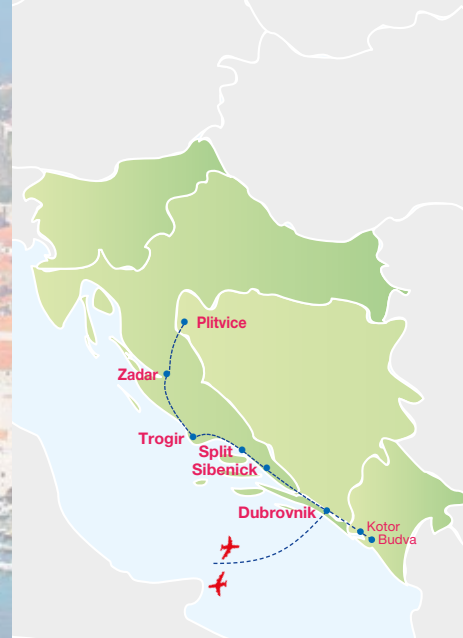 Plitvice
Zadar
Trogir
Split
Sibenick
Dubrovnik
Kotor
Budva